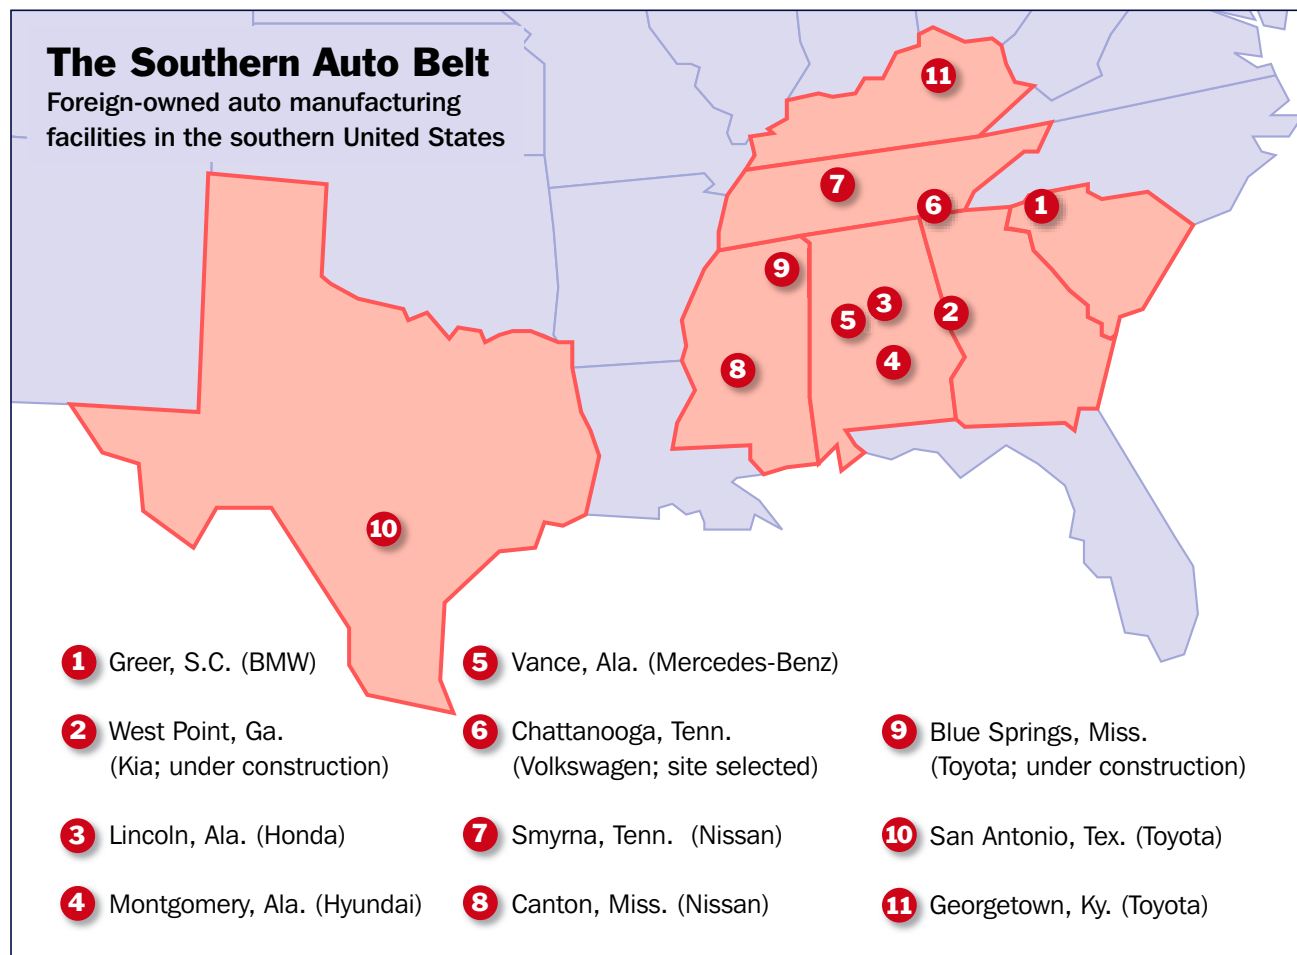 The Southern Auto Belt
Foreign-owned auto manufacturing
facilities in the southern United States
11
7
6
1
9
3
5
2
4
8
10
1 Greer, S.C. (BMW)
2 West Point, Ga.
(Kia; under construction)
3 Lincoln, Ala. (Honda)
4 Montgomery, Ala. (Hyundai)
5 Vance, Ala. (Mercedes-Benz)
6 Chattanooga, Tenn.
(Volkswagen; site selected)
7 Smyrna, Tenn. (Nissan)
8 Canton, Miss. (Nissan)
9 Blue Springs, Miss.
(Toyota; under construction)
10 San Antonio, Tex. (Toyota)
11 Georgetown, Ky. (Toyota)